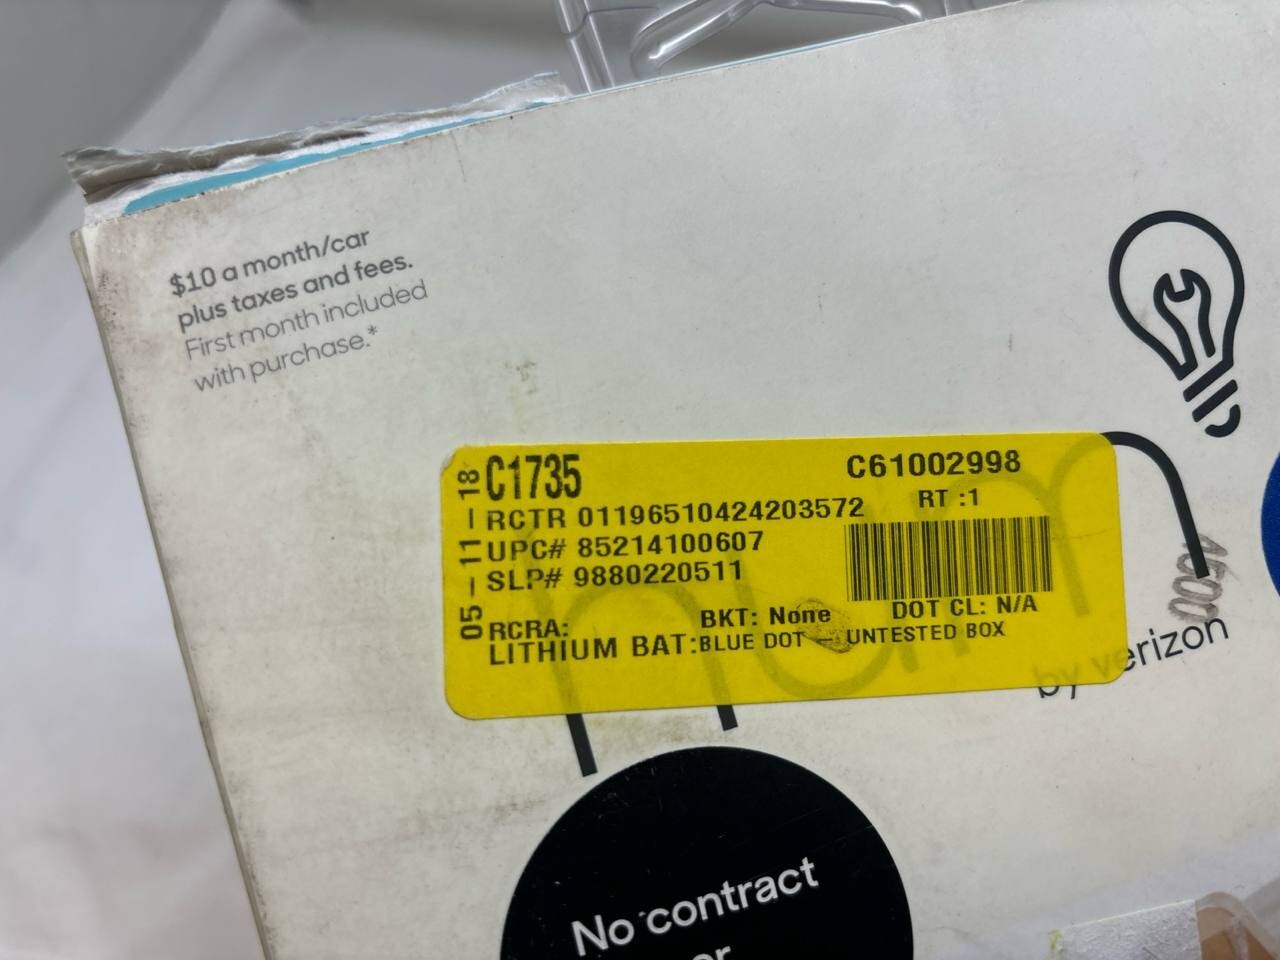 $10 a month/car
plus taxes and fees.
First month included
with purchase.*
05-11-18
C1735
C61002998
RCTR 01196510424203572
RT :1
UPC# 85214100607
SLP# 9880220511
RCRA:
BKT: None
DOT CL: N/A
LITHIUM BAT:BLUE DOT - UNTESTED BOX
hum
by verizon
No contract
or